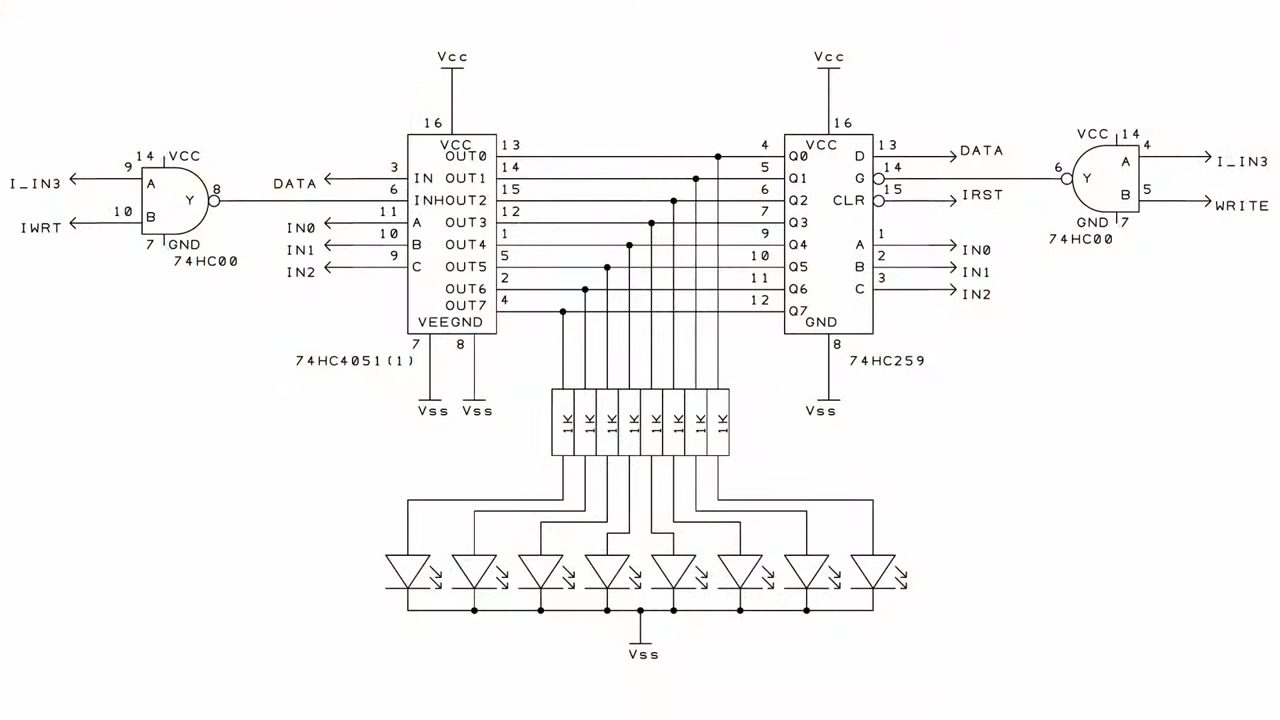 Vcc
Vcc
16
16
VCC
VCC
13
OUT0
4
Q0
D
13
DATA
VCC
14
4
A
I_IN3
14
VCC
9
A
I_IN3
3
DATA
IN
OUT1
14
5
Q1
G
14
6
Y
8
Y
6
INH
OUT2
15
6
Q2
CLR
15
IRST
B
5
WRITE
10
B
IWRT
11
IN0
A
OUT3
12
7
Q3
GND
7
74HC00
7
GND
74HC00
10
IN1
B
OUT4
1
9
Q4
A
1
IN0
9
IN2
C
OUT5
5
10
Q5
B
2
IN1
OUT6
2
11
Q6
C
3
IN2
OUT7
4
12
Q7
VEE
GND
GND
7
8
8
74HC4051(1)
74HC259
Vss
Vss
Vss
1K
1K
1K
1K
1K
1K
1K
1K
Vss